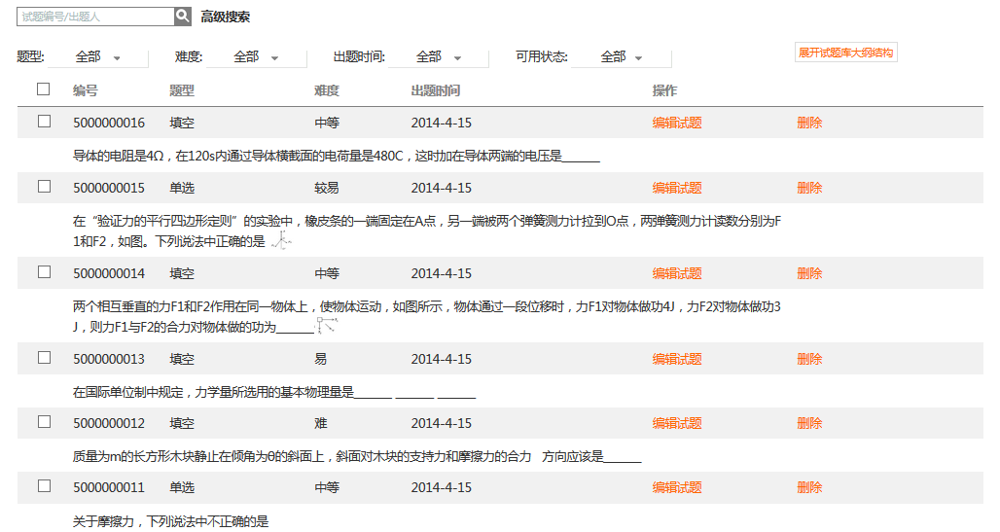 试题编号/出题人 高级搜索
题型: 全部 难度: 全部 出题时间: 全部 可用状态: 全部 展开试题库大纲结构
编号 题型 难度 出题时间 操作
5000000016 填空 中等 2014-4-15 编辑试题 删除
导体的电阻是4Ω，在120s内通过导体横截面的电荷量是480C，这时加在导体两端的电压是______
5000000015 单选 较易 2014-4-15 编辑试题 删除
在“验证力的平行四边形定则”的实验中，橡皮条的一端固定在A点，另一端被两个弹簧测力计拉到O点，两弹簧测力计读数分别为F
1和F2，如图。下列说法中正确的是
5000000014 填空 中等 2014-4-15 编辑试题 删除
两个相互垂直的力F1和F2作用在同一物体上，使物体运动，如图所示，物体通过一段位移时，力F1对物体做功4J，力F2对物体做功3
J，则力F1与F2的合力对物体做的功为______
5000000013 填空 易 2014-4-15 编辑试题 删除
在国际单位制中规定，力学量所选用的基本物理量是______ ______ ______
5000000012 填空 难 2014-4-15 编辑试题 删除
质量为m的长方形木块静止在倾角为θ的斜面上，斜面对木块的支持力和摩擦力的合力 方向应该是______
5000000011 单选 中等 2014-4-15 编辑试题 删除
关于摩擦力，下列说法中不正确的是